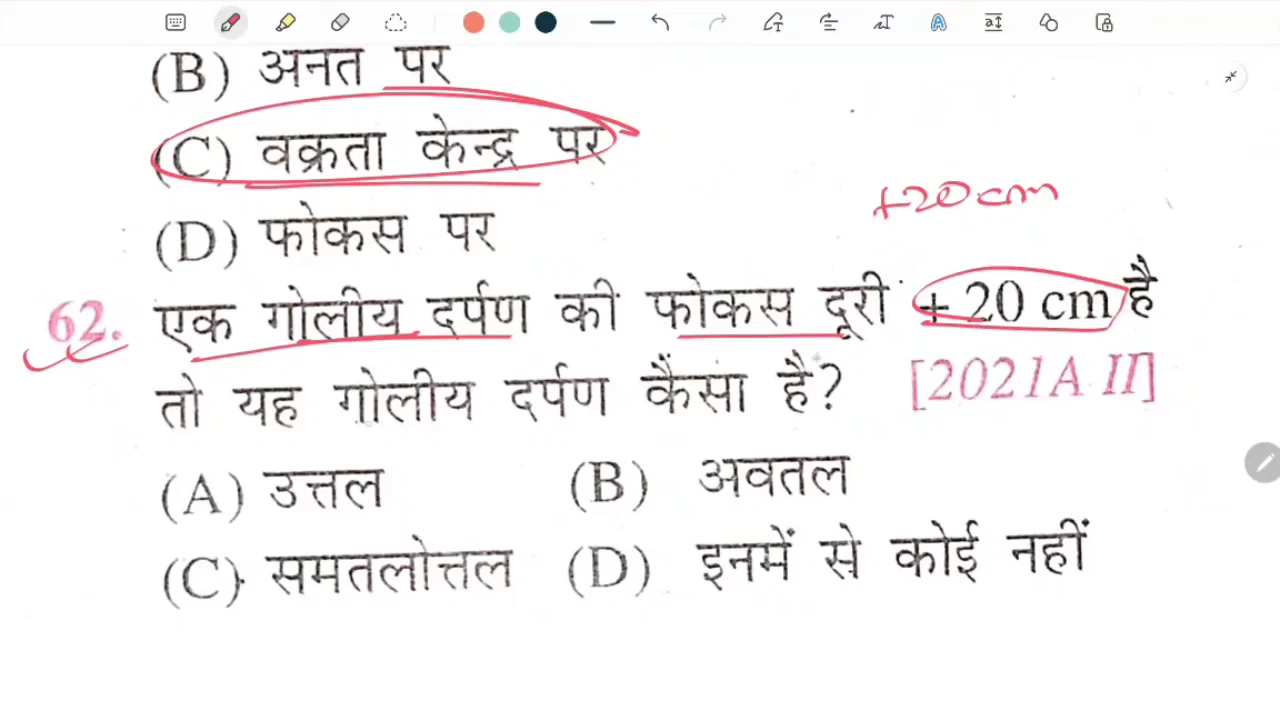 (B) अनत पर
(C) वक्रता केन्द्र पर
(D) फोकस पर
+20cm
62. एक गोलीय दर्पण की फोकस दूरी + 20 cm है
तो यह गोलीय दर्पण कैसा है? [2021A II]
(A) उत्तल (B) अवतल
(C) समतलोत्तल (D) इनमें से कोई नहीं